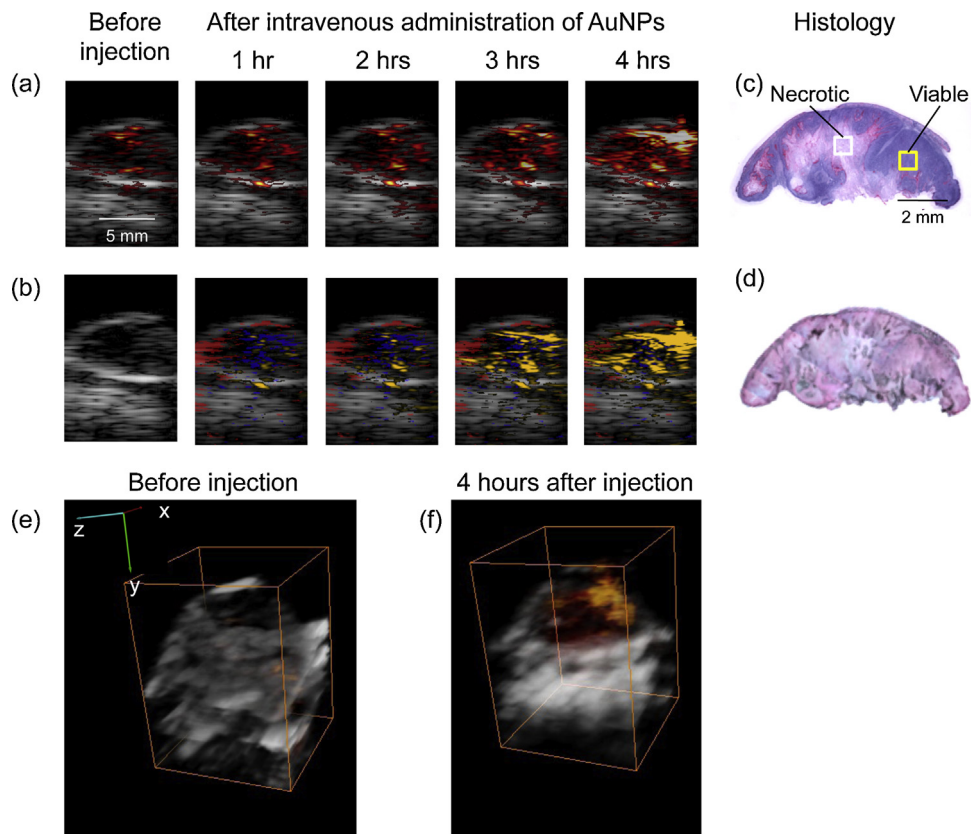 Before injection
After intravenous administration of AuNPs
Histology
1 hr
2 hrs
3 hrs
4 hrs
(a)
5 mm
(c)
Necrotic
Viable
2 mm
(b)
(d)
Before injection
4 hours after injection
(e)
z
x
y
(f)